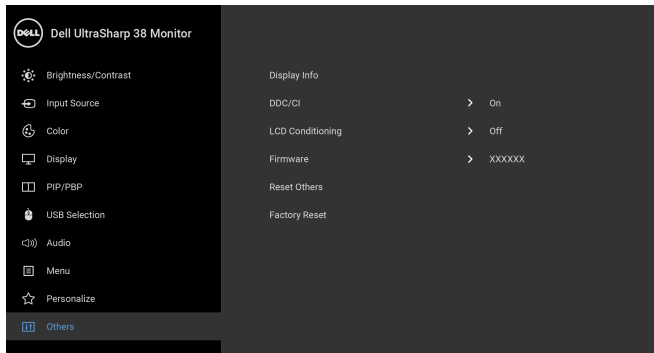 DELL
Dell UltraSharp 38 Monitor
Brightness/Contrast
Input Source
Color
Display
PIP/PBP
USB Selection
Audio
Menu
Personalize
Others
Display Info
DDC/CI > On
LCD Conditioning > Off
Firmware > XXXXXX
Reset Others
Factory Reset